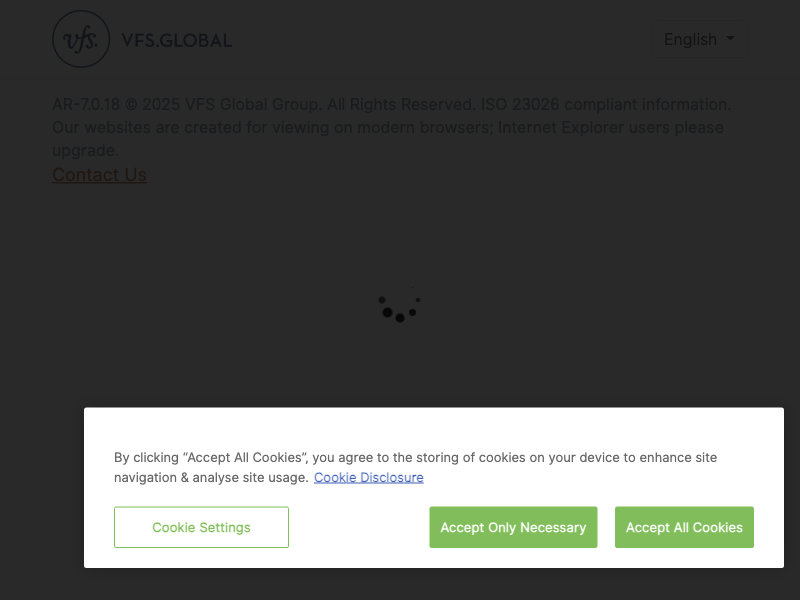 vfs.
VFS.GLOBAL
English
AR-7.0.18 © 2025 VFS Global Group. All Rights Reserved. ISO 23026 compliant information.
Our websites are created for viewing on modern browsers; Internet Explorer users please
upgrade.
Contact Us
By clicking “Accept All Cookies”, you agree to the storing of cookies on your device to enhance site
navigation & analyse site usage. Cookie Disclosure
Cookie Settings
Accept Only Necessary
Accept All Cookies